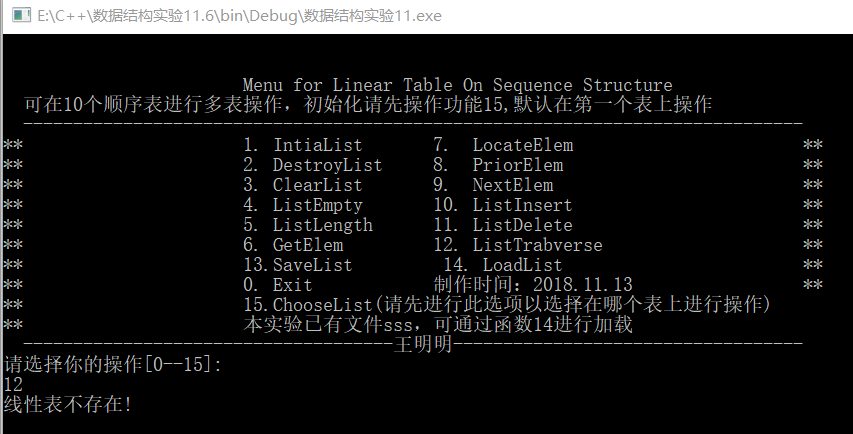 E:\C++\数据结构实验11.6\bin\Debug\数据结构实验11.exe
Menu for Linear Table On Sequence Structure
可在10个顺序表进行多表操作，初始化请先操作功能15,默认在第一个表上操作
------------------------------------------------------------------------------
** 1. IntiaList 7. LocateElem **
** 2. DestroyList 8. PriorElem **
** 3. ClearList 9. NextElem **
** 4. ListEmpty 10. ListInsert **
** 5. ListLength 11. ListDelete **
** 6. GetElem 12. ListTrabverse **
** 13.SaveList 14. LoadList **
** 0. Exit 制作时间：2018.11.13 **
** 15.ChooseList(请先进行此选项以选择在哪个表上进行操作)
** 本实验已有文件sss，可通过函数14进行加载
-------------------------------------王明明-----------------------------------
请选择你的操作[0--15]:
12
线性表不存在!